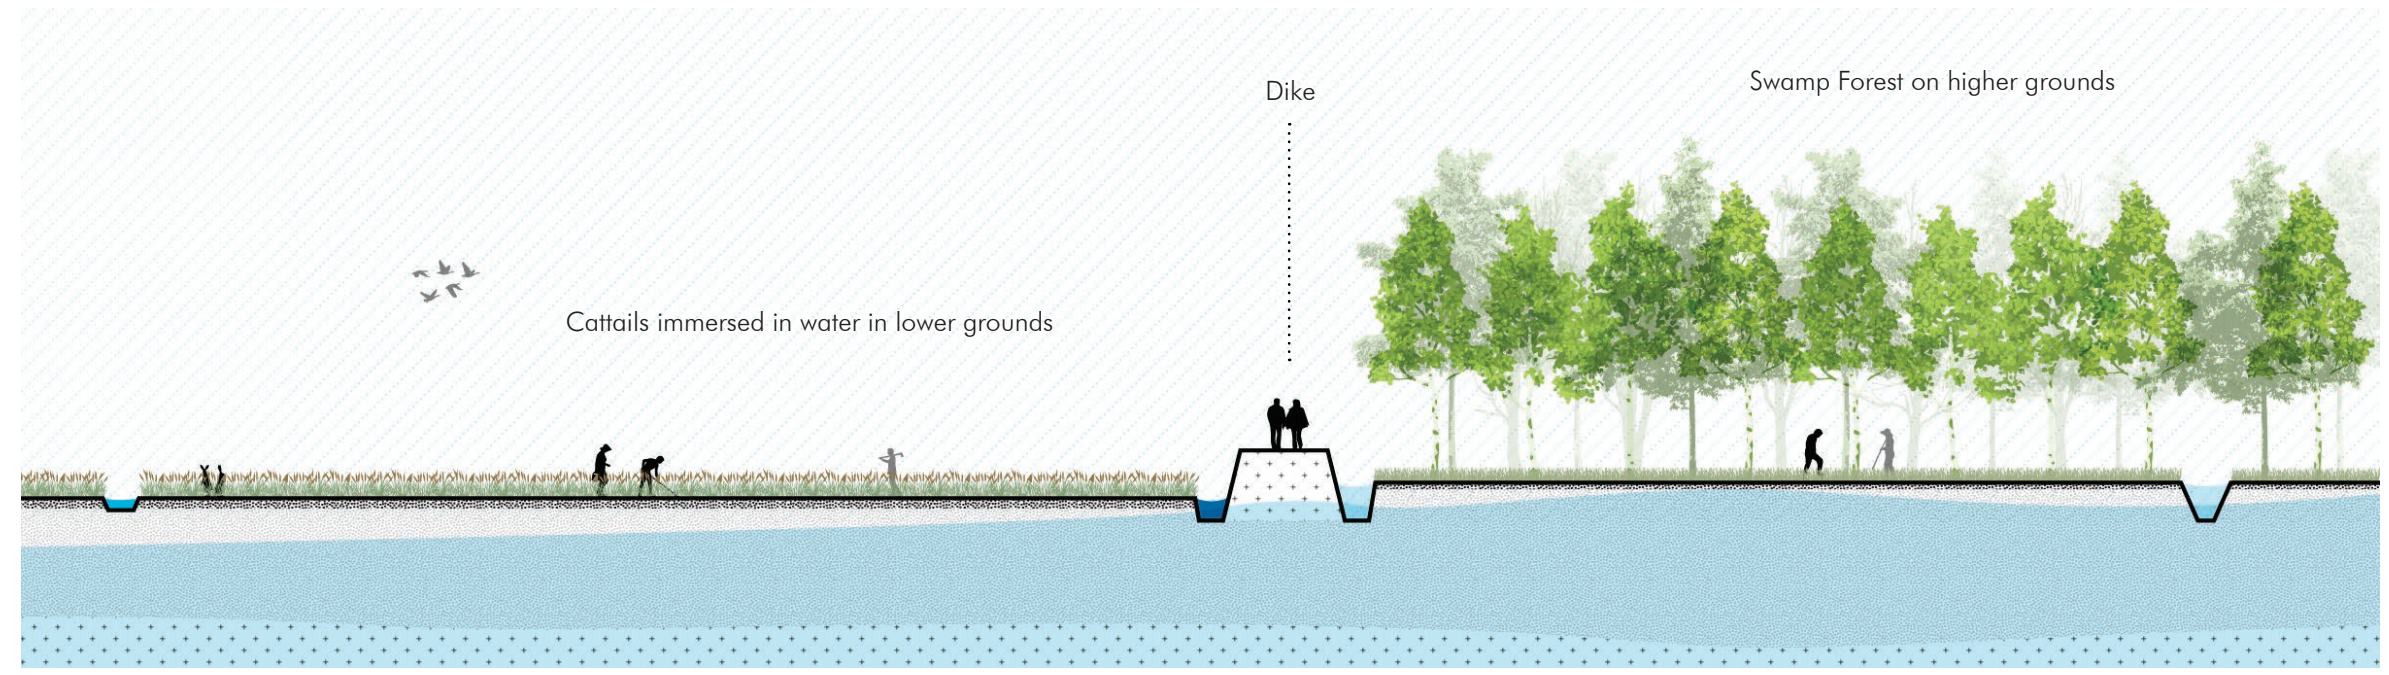 Dike
Swamp Forest on higher grounds
Cattails immersed in water in lower grounds